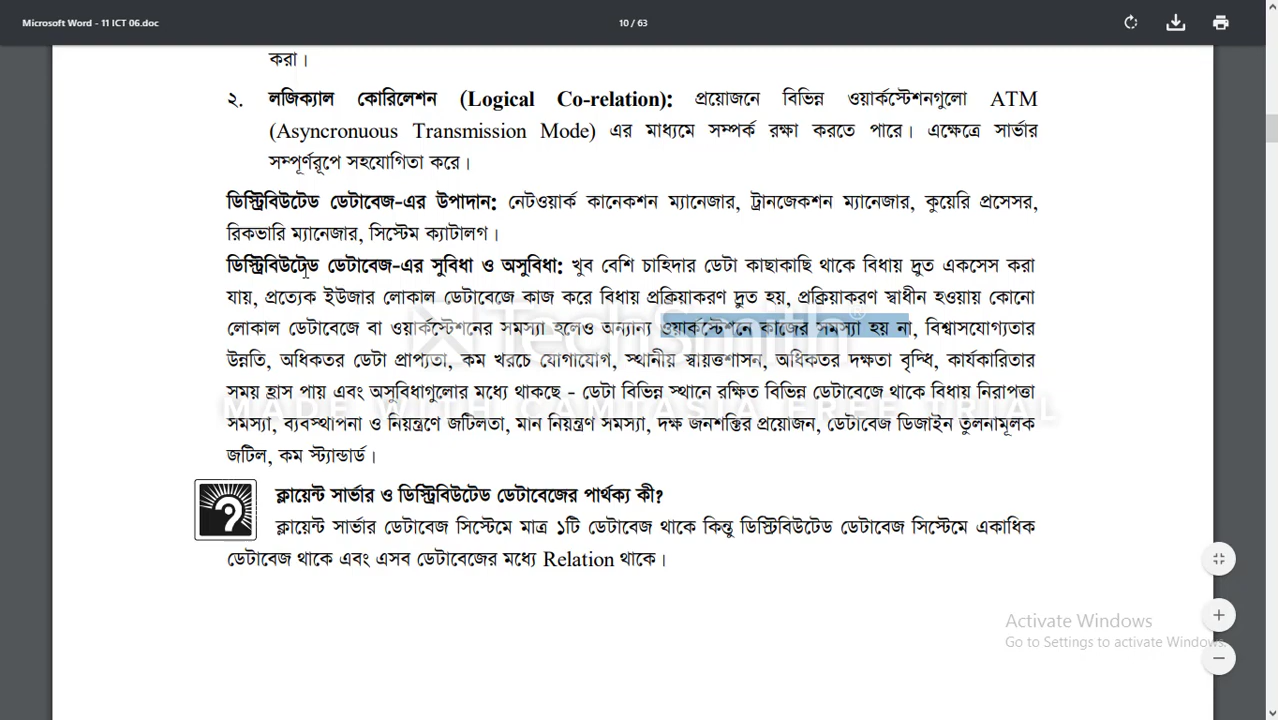 Microsoft Word - 11 ICT 06.doc
10 / 63
করা।
২. লজিক্যাল কোরিলেশন (Logical Co-relation): প্রয়োজনে বিভিন্ন ওয়ার্কস্টেশনগুলো ATM
(Asyncronuous Transmission Mode) এর মাধ্যমে সম্পর্ক রক্ষা করতে পারে। এক্ষেত্রে সার্ভার
সম্পূর্ণরূপে সহযোগিতা করে।
ডিস্ট্রিবিউটেড ডেটাবেজ-এর উপাদান: নেটওয়ার্ক কানেকশন ম্যানেজার, ট্রানজেকশন ম্যানেজার, কুয়েরি প্রসেসর,
রিকভারি ম্যানেজার, সিস্টেম ক্যাটালগ।
ডিস্ট্রিবিউটেড ডেটাবেজ-এর সুবিধা ও অসুবিধা: খুব বেশি চাহিদার ডেটা কাছাকাছি থাকে বিধায় দ্রুত একসেস করা
যায়, প্রত্যেক ইউজার লোকাল ডেটাবেজে কাজ করে বিধায় প্রক্রিয়াকরণ দ্রুত হয়, প্রক্রিয়াকরণ স্বাধীন হওয়ায় কোনো
লোকাল ডেটাবেজে বা ওয়ার্কস্টেশনের সমস্যা হলেও অন্যান্য ওয়ার্কস্টেশনে কাজের সমস্যা হয় না, বিশ্বাসযোগ্যতার
উন্নতি, অধিকতর ডেটা প্রাপ্যতা, কম খরচে যোগাযোগ, স্থানীয় স্বায়ত্তশাসন, অধিকতর দক্ষতা বৃদ্ধি, কার্যকারিতার
সময় হ্রাস পায় এবং অসুবিধাগুলোর মধ্যে থাকছে - ডেটা বিভিন্ন স্থানে রক্ষিত বিভিন্ন ডেটাবেজে থাকে বিধায় নিরাপত্তা
সমস্যা, ব্যবস্থাপনা ও নিয়ন্ত্রণে জটিলতা, মান নিয়ন্ত্রণ সমস্যা, দক্ষ জনশক্তির প্রয়োজন, ডেটাবেজ ডিজাইন তুলনামূলক
জটিল, কম স্ট্যান্ডার্ড।
ক্লায়েন্ট সার্ভার ও ডিস্ট্রিবিউটেড ডেটাবেজের পার্থক্য কী?
ক্লায়েন্ট সার্ভার ডেটাবেজ সিস্টেমে মাত্র ১টি ডেটাবেজ থাকে কিন্তু ডিস্ট্রিবিউটেড ডেটাবেজ সিস্টেমে একাধিক
ডেটাবেজ থাকে এবং এসব ডেটাবেজের মধ্যে Relation থাকে।
TechSmith
MADE WITH CAMTASIA FREE TRIAL
Activate Windows
Go to Settings to activate Windows.